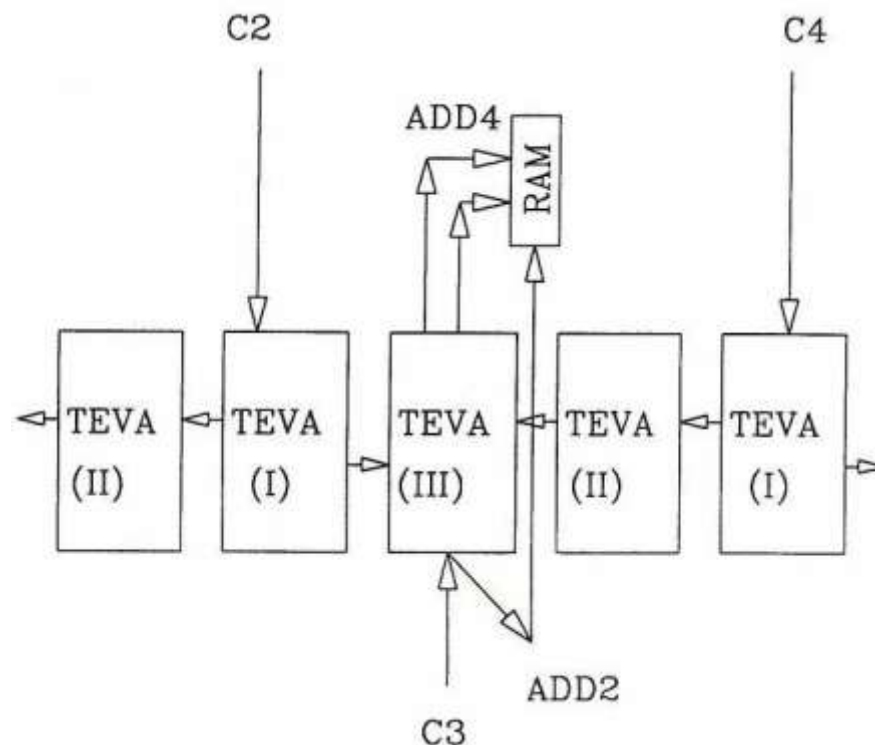 C2
C4
ADD4
RAM
TEVA
(II)
TEVA
(I)
TEVA
(III)
TEVA
(II)
TEVA
(I)
ADD2
C3